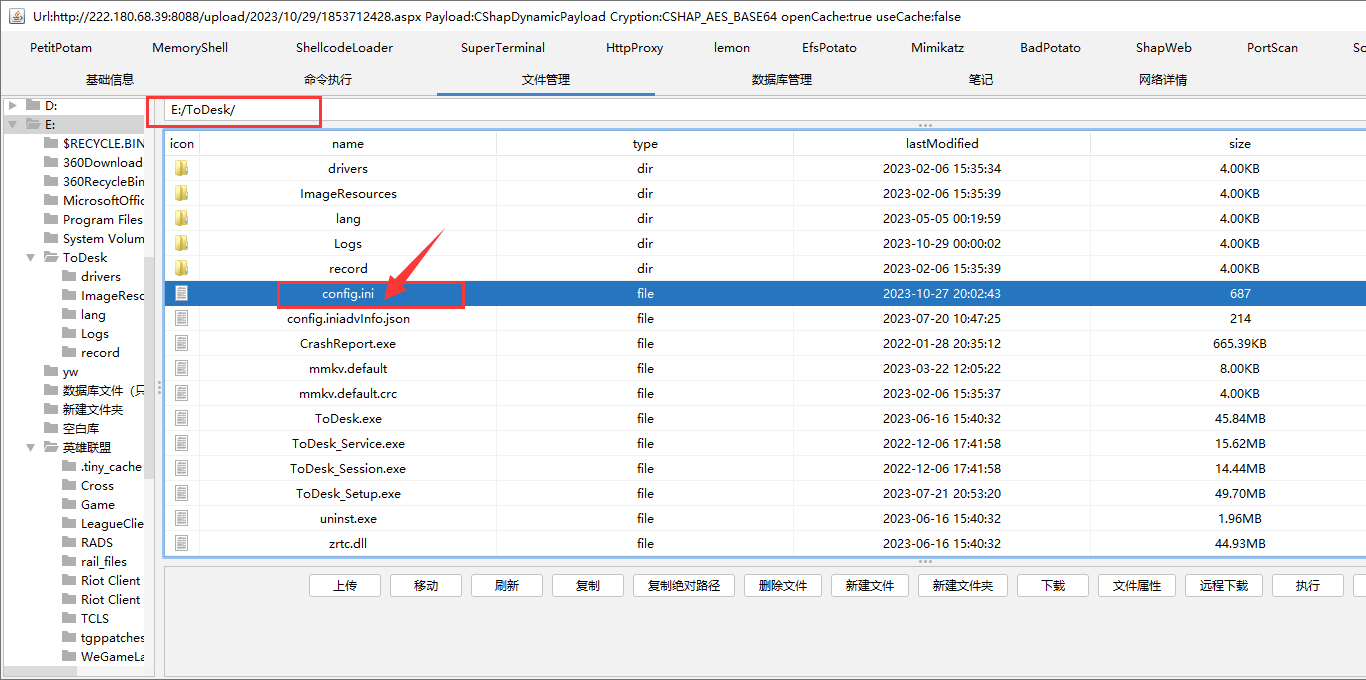 Url:http://222.180.68.39:8088/upload/2023/10/29/1853712428.aspx Payload:CShapDynamicPayload Cryption:CSHAP_AES_BASE64 openCache:true useCache:false
PetitPotam MemoryShell ShellcodeLoader SuperTerminal HttpProxy lemon EfsPotato Mimikatz BadPotato ShapWeb PortScan Sc
基础信息 命令执行 文件管理 数据库管理 笔记 网络详情
D:
E:
$RECYCLE.BIN
360Download
360RecycleBin
MicrosoftOffic
Program Files
System Volum
ToDesk
drivers
ImageReso
lang
Logs
record
yw
数据库文件（只
新建文件夹
空白库
英雄联盟
.tiny_cache
Cross
Game
LeagueClie
RADS
rail_files
Riot Client
Riot Client
TCLS
tgppatches
WeGameLa
E:/ToDesk/
icon name type lastModified size
drivers dir 2023-02-06 15:35:34 4.00KB
ImageResources dir 2023-02-06 15:35:39 4.00KB
lang dir 2023-05-05 00:19:59 4.00KB
Logs dir 2023-10-29 00:00:02 4.00KB
record dir 2023-02-06 15:35:39 4.00KB
config.ini file 2023-10-27 20:02:43 687
config.iniadvInfo.json file 2023-07-20 10:47:25 214
CrashReport.exe file 2022-01-28 20:35:12 665.39KB
mmkv.default file 2023-03-22 12:05:22 8.00KB
mmkv.default.crc file 2023-02-06 15:35:37 4.00KB
ToDesk.exe file 2023-06-16 15:40:32 45.84MB
ToDesk_Service.exe file 2022-12-06 17:41:58 15.62MB
ToDesk_Session.exe file 2022-12-06 17:41:58 14.44MB
ToDesk_Setup.exe file 2023-07-21 20:53:20 49.70MB
uninst.exe file 2023-06-16 15:40:32 1.96MB
zrtc.dll file 2023-06-16 15:40:32 44.93MB
上传 移动 刷新 复制 复制绝对路径 删除文件 新建文件 新建文件夹 下载 文件属性 远程下载 执行